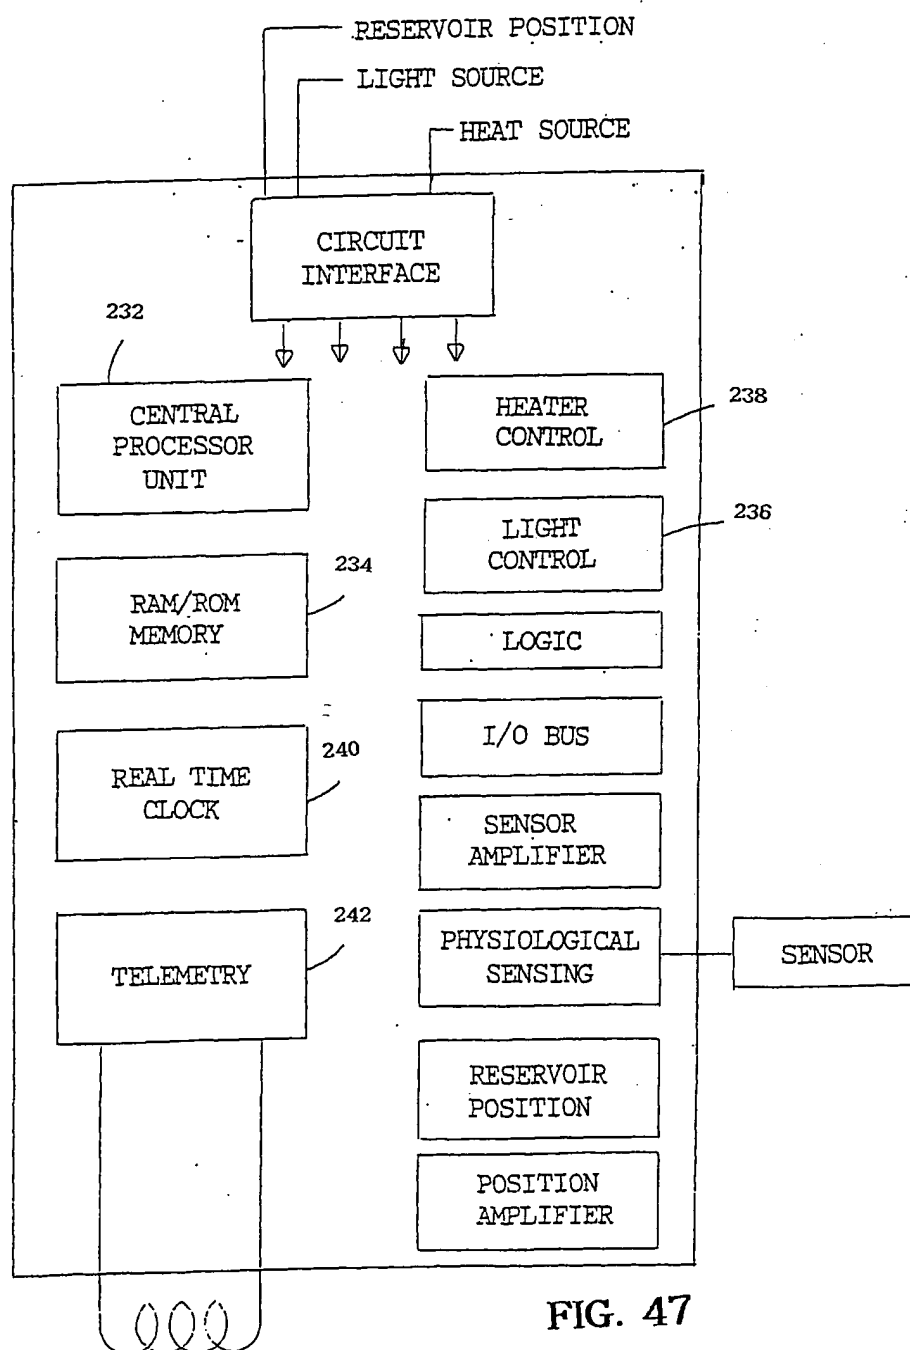 RESERVOIR POSITION
LIGHT SOURCE
HEAT SOURCE
CIRCUIT
INTERFACE
232
CENTRAL
PROCESSOR
UNIT
HEATER
CONTROL
238
LIGHT
CONTROL
236
RAM/ROM
MEMORY
234
LOGIC
I/O BUS
REAL TIME
CLOCK
240
SENSOR
AMPLIFIER
TELEMETRY
242
PHYSIOLOGICAL
SENSING
SENSOR
RESERVOIR
POSITION
POSITION
AMPLIFIER
FIG. 47